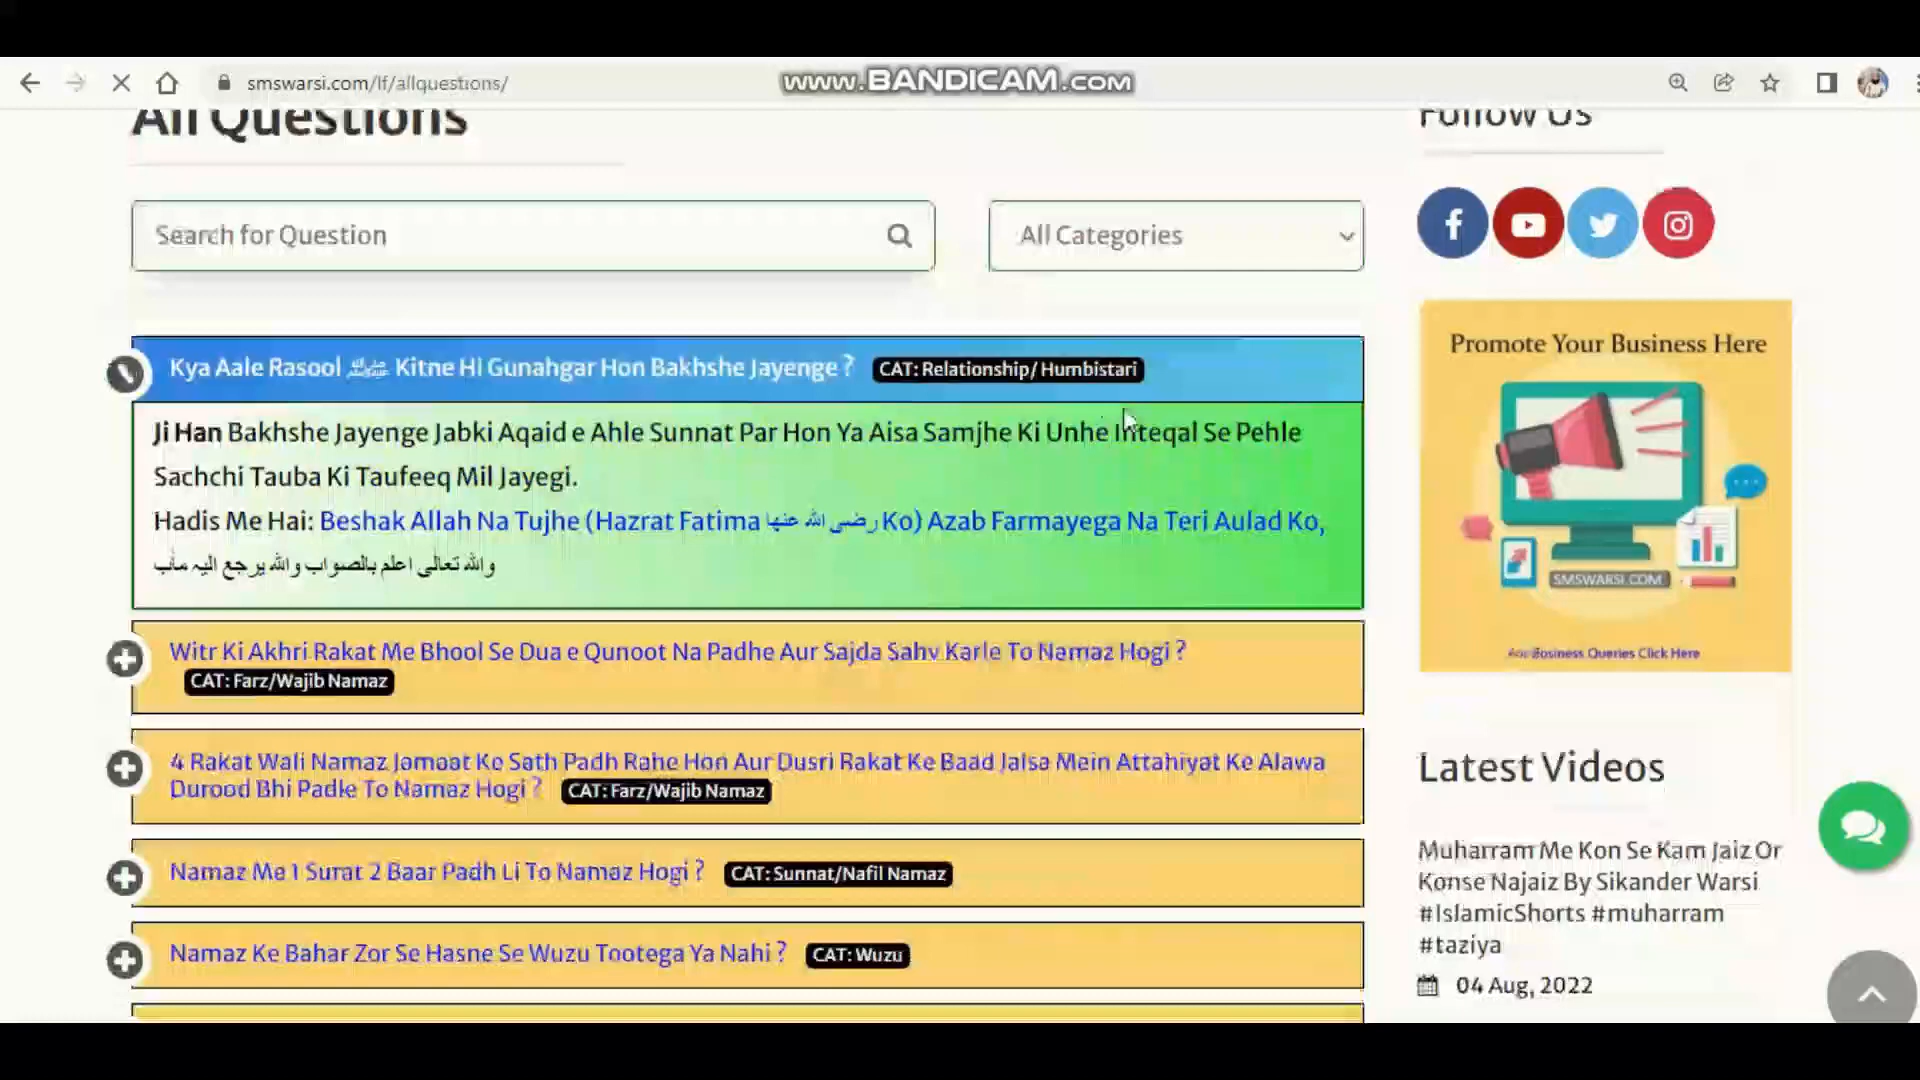 smswarsi.com/lf/allquestions/
www.BANDICAM.com
All Questions
Search for Question
All Categories
Kya Aale Rasool ﷺ Kitne Hi Gunahgar Hon Bakhshe Jayenge ? CAT: Relationship/ Humbistari
Ji Han Bakhshe Jayenge Jabki Aqaid e Ahle Sunnat Par Hon Ya Aisa Samjhe Ki Unhe Inteqal Se Pehle
Sachchi Tauba Ki Taufeeq Mil Jayegi.
Hadis Me Hai: Beshak Allah Na Tujhe (Hazrat Fatima رضی اللہ عنہا Ko) Azab Farmayega Na Teri Aulad Ko,
واللہ تعالٰی اعلم بالصواب واللہ یرجع الیہ مأب
Witr Ki Akhri Rakat Me Bhool Se Dua e Qunoot Na Padhe Aur Sajda Sahv Karle To Namaz Hogi ?
CAT: Farz/Wajib Namaz
4 Rakat Wali Namaz Jamaat Ke Sath Padh Rahe Hon Aur Dusri Rakat Ke Baad Jalsa Mein Attahiyat Ke Alawa
Durood Bhi Padle To Namaz Hogi ? CAT: Farz/Wajib Namaz
Namaz Me 1 Surat 2 Baar Padh Li To Namaz Hogi ? CAT: Sunnat/Nafil Namaz
Namaz Ke Bahar Zor Se Hasne Se Wuzu Tootega Ya Nahi ? CAT: Wuzu
Follow Us
Promote Your Business Here
SMSWARSI.COM
Business Queries Click Here
Latest Videos
Muharram Me Kon Se Kam Jaiz Or
Konse Najaiz By Sikander Warsi
#IslamicShorts #muharram
#taziya
04 Aug, 2022